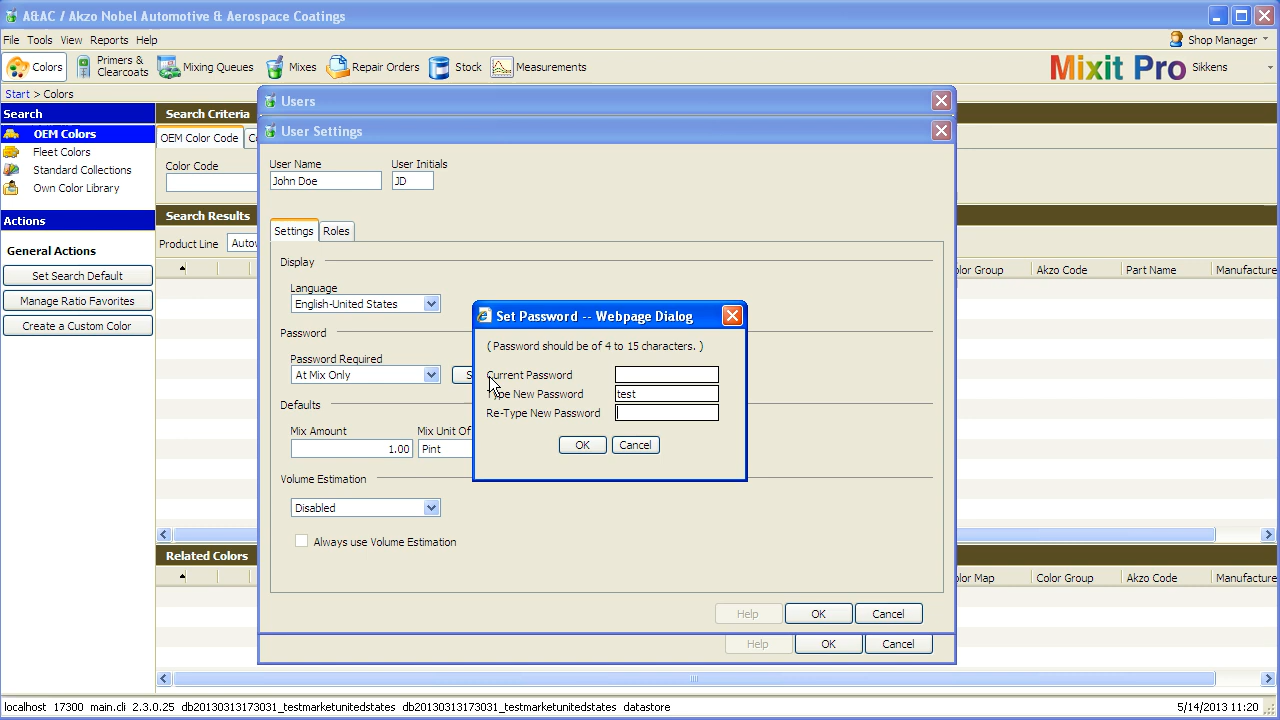 A&AC / Akzo Nobel Automotive & Aerospace Coatings
File Tools View Reports Help
Shop Manager
Colors
Primers &
Clearcoats
Mixing Queues
Mixes
Repair Orders
Stock
Measurements
Mixit Pro
Sikkens
Start > Colors
Search
OEM Colors
Fleet Colors
Standard Collections
Own Color Library
Actions
General Actions
Set Search Default
Manage Ratio Favorites
Create a Custom Color
Search Criteria
OEM Color Code
Color Code
Search Results
Product Line
Color Group Akzo Code Part Name Manufacture
Related Colors
Color Map Color Group Akzo Code Manufacture
Users
User Settings
User Name User Initials
John Doe JD
Settings Roles
Display
Language
English-United States
Password
Password Required
At Mix Only
Defaults
Mix Amount Mix Unit Of
1.00 Pint
Volume Estimation
Disabled
Always use Volume Estimation
Help OK Cancel
Help OK Cancel
Set Password -- Webpage Dialog
( Password should be of 4 to 15 characters. )
Current Password
Type New Password test
Re-Type New Password
OK Cancel
localhost 17300 main.cli 2.3.0.25 db20130313173031_testmarketunitedstates db20130313173031_testmarketunitedstates datastore
5/14/2013 11:20